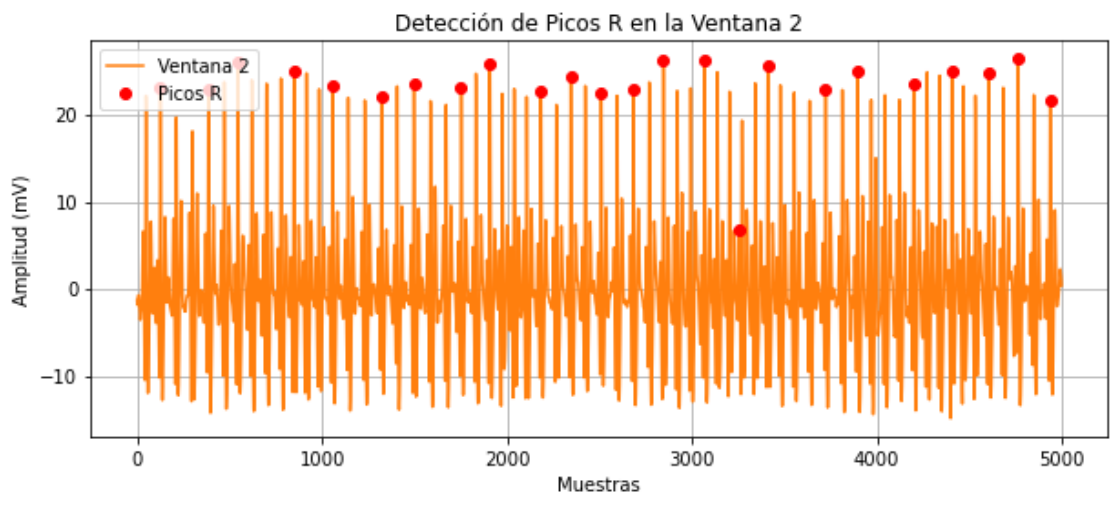 Detección de Picos R en la Ventana 2
Ventana 2
Picos R
Amplitud (mV)
20
10
0
−10
0 1000 2000 3000 4000 5000
Muestras